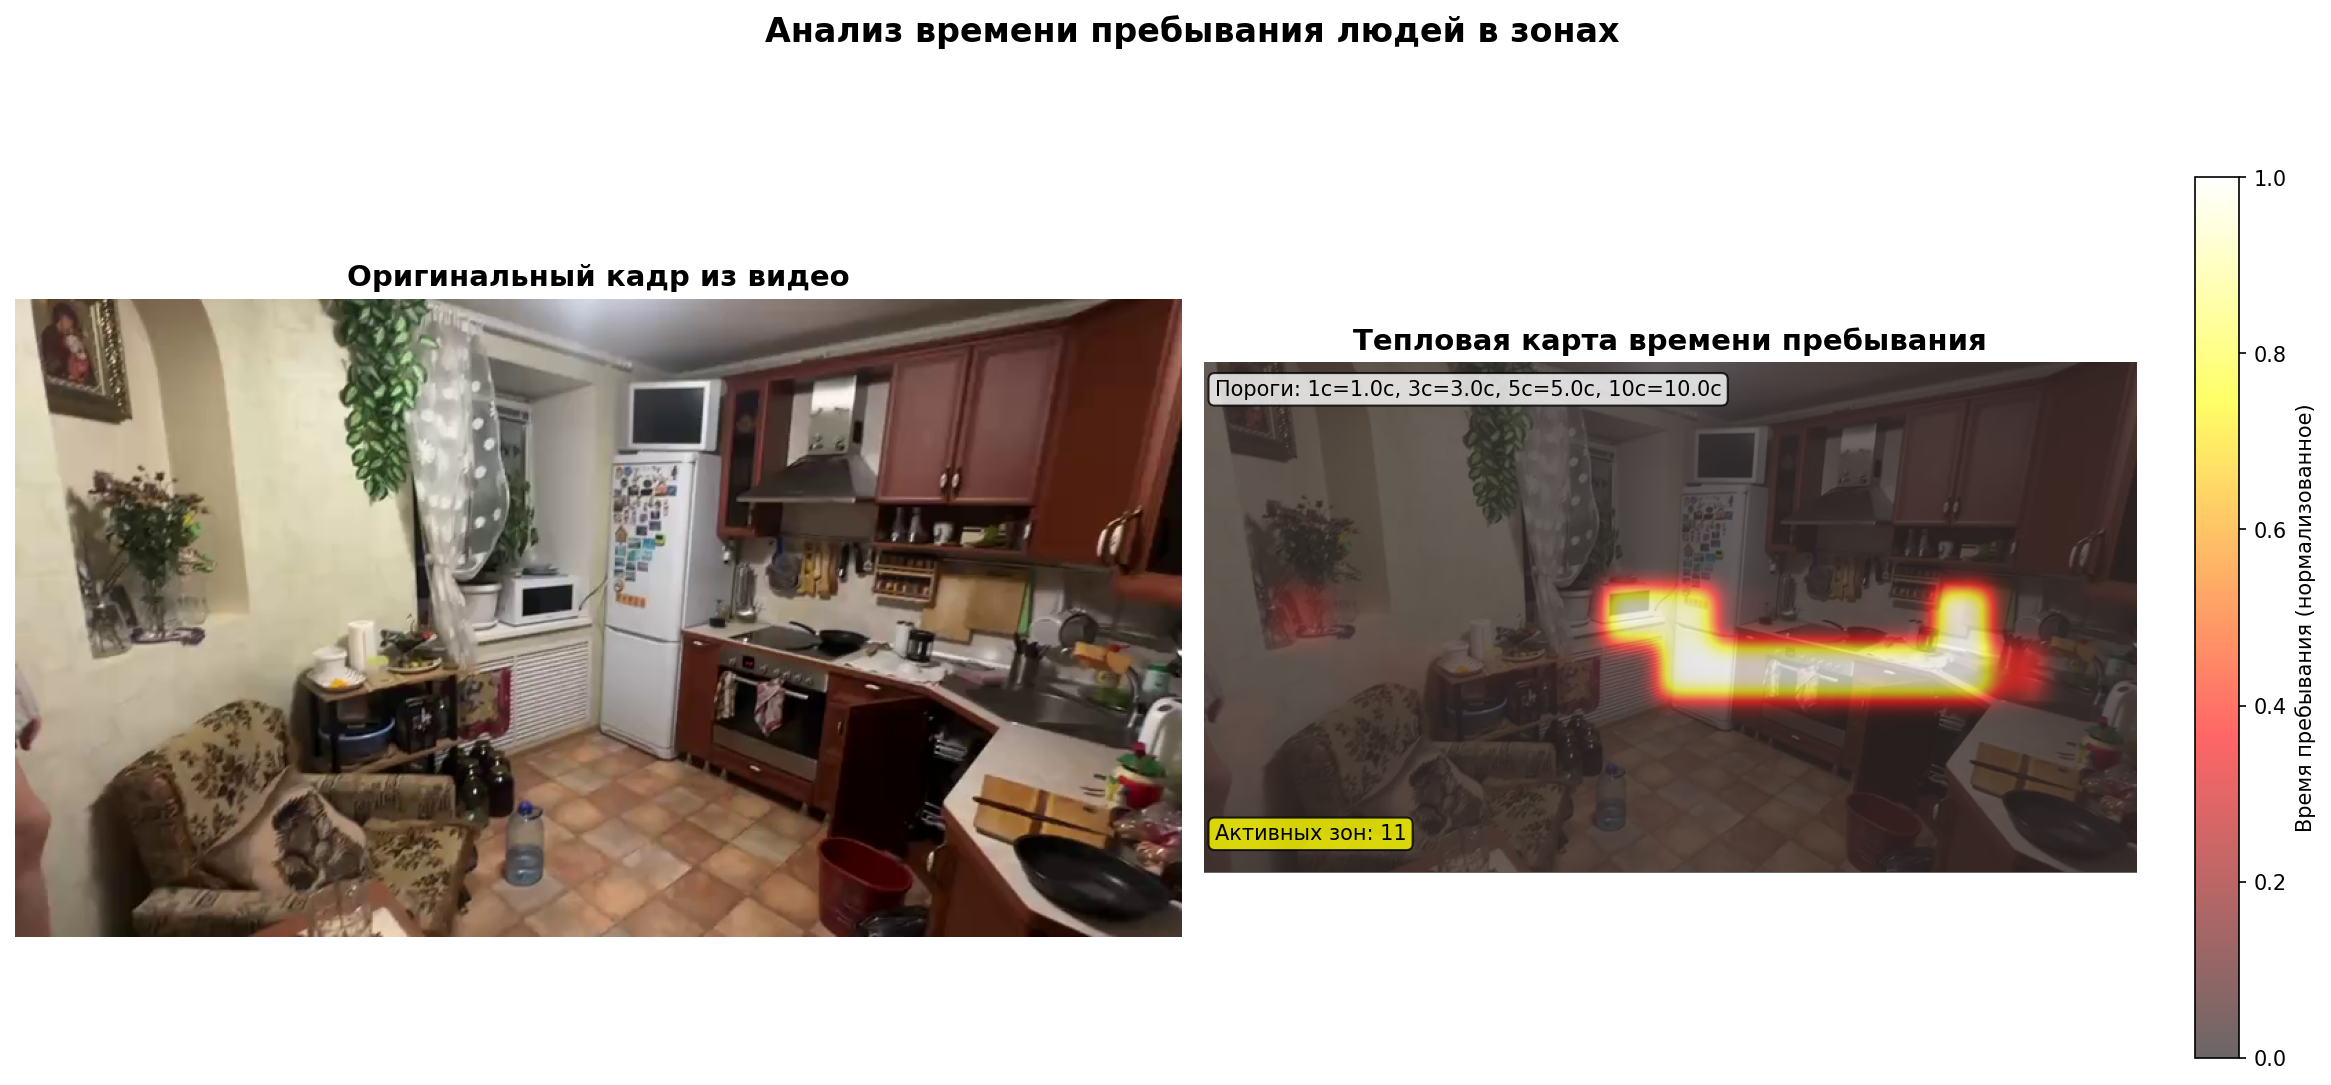 Анализ времени пребывания людей в зонах
Оригинальный кадр из видео
Тепловая карта времени пребывания
Пороги: 1с=1.0с, 3с=3.0с, 5с=5.0с, 10с=10.0с
Активных зон: 11
1.0
0.8
0.6
0.4
0.2
0.0
Время пребывания (нормализованное)